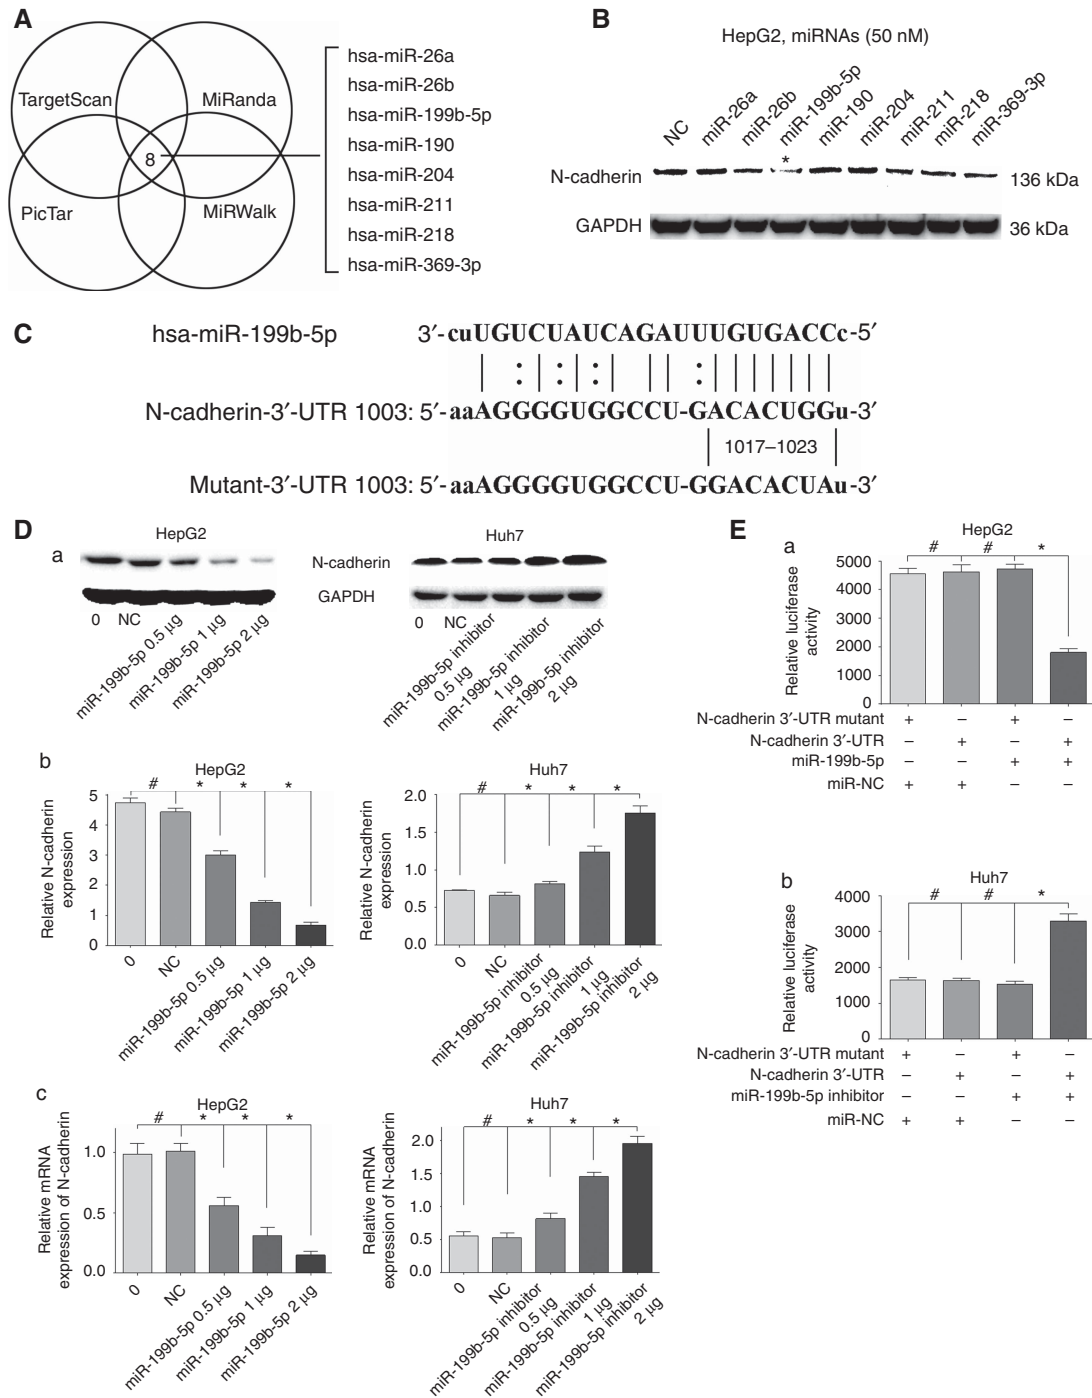 A
TargetScan
MiRanda
8
PicTar
MiRWalk
hsa-miR-26a
hsa-miR-26b
hsa-miR-199b-5p
hsa-miR-190
hsa-miR-204
hsa-miR-211
hsa-miR-218
hsa-miR-369-3p
B
HepG2, miRNAs (50 nM)
NC
miR-26a
miR-26b
miR-199b-5p
miR-190
miR-204
miR-211
miR-218
miR-369-3p
*
N-cadherin
136 kDa
GAPDH
36 kDa
C
hsa-miR-199b-5p 3′-cuUGUCUAUCAGAUUUGUGACCc-5′
N-cadherin-3′-UTR 1003: 5′-aaAGGGGUGGCCU-GACACUGGu-3′
1017–1023
Mutant-3′-UTR 1003: 5′-aaAGGGGUGGCCU-GGACACUAu-3′
D
a
HepG2
Huh7
N-cadherin
GAPDH
0
NC
miR-199b-5p 0.5 µg
miR-199b-5p 1 µg
miR-199b-5p 2 µg
0
NC
miR-199b-5p inhibitor
0.5 µg
miR-199b-5p inhibitor
1 µg
miR-199b-5p inhibitor
2 µg
b
HepG2
# * * *
Relative N-cadherin
expression
5
4
3
2
1
0
0
NC
miR-199b-5p 0.5 µg
miR-199b-5p 1 µg
miR-199b-5p 2 µg
Huh7
# * * *
Relative N-cadherin
expression
2.0
1.5
1.0
0.5
0.0
0
NC
miR-199b-5p inhibitor
0.5 µg
miR-199b-5p inhibitor
1 µg
miR-199b-5p inhibitor
2 µg
c
HepG2
# * * *
Relative mRNA
expression of N-cadherin
1.0
0.5
0.0
0
NC
miR-199b-5p 0.5 µg
miR-199b-5p 1 µg
miR-199b-5p 2 µg
Huh7
# * * *
Relative mRNA
expression of N-cadherin
2.0
1.5
1.0
0.5
0.0
0
NC
miR-199b-5p inhibitor
0.5 µg
miR-199b-5p inhibitor
1 µg
miR-199b-5p inhibitor
2 µg
E
a
HepG2
# # *
Relative luciferase
activity
5000
4000
3000
2000
1000
0
N-cadherin 3′-UTR mutant + – + –
N-cadherin 3′-UTR – + – +
miR-199b-5p – – + +
miR-NC + + – –
b
Huh7
# # *
Relative luciferase
activity
4000
3000
2000
1000
0
N-cadherin 3′-UTR mutant + – + –
N-cadherin 3′-UTR – + – +
miR-199b-5p inhibitor – – + +
miR-NC + + – –